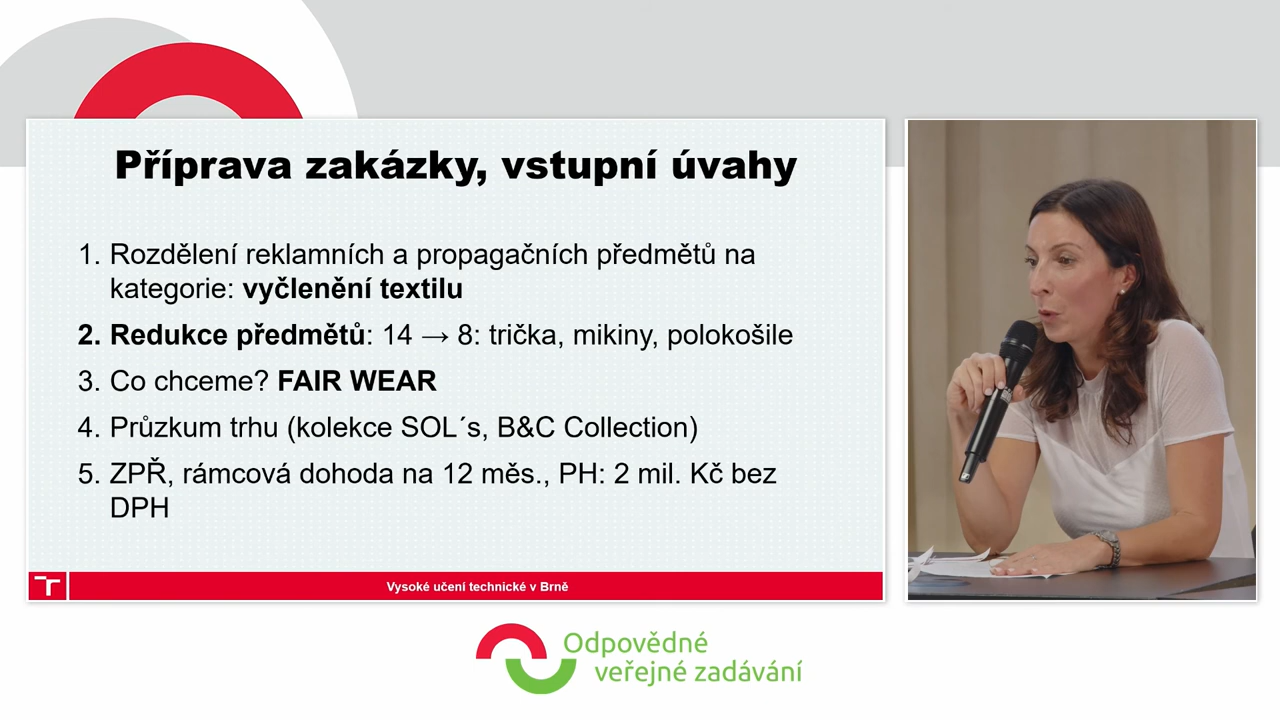 Příprava zakázky, vstupní úvahy
1. Rozdělení reklamních a propagačních předmětů na
kategorie: vyčlenění textilu
2. Redukce předmětů: 14 → 8: trička, mikiny, polokošile
3. Co chceme? FAIR WEAR
4. Průzkum trhu (kolekce SOL´s, B&C Collection)
5. ZPŘ, rámcová dohoda na 12 měs., PH: 2 mil. Kč bez
DPH
Vysoké učení technické v Brně
Odpovědné
veřejné zadávání